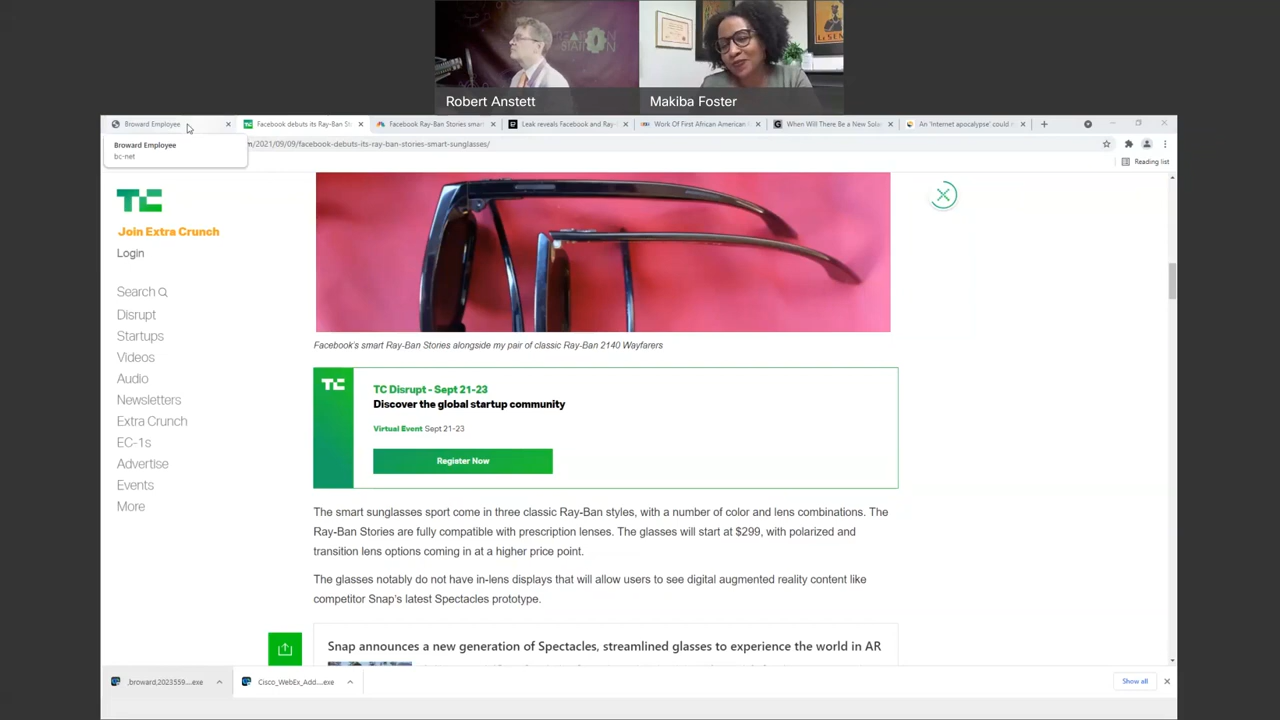 Robert Anstett
Makiba Foster
Broward Employee
Facebook debuts its Ray-Ban St
Facebook Ray-Ban Stories smart
Leak reveals Facebook and Ray-
Work Of First African American
When Will There Be a New Sola
An 'Internet apocalypse' could
Broward Employee
bc-net
m/2021/09/09/facebook-debuts-its-ray-ban-stories-smart-sunglasses/
Reading list
TC
Join Extra Crunch
Login
Search
Disrupt
Startups
Videos
Audio
Newsletters
Extra Crunch
EC-1s
Advertise
Events
More
Facebook's smart Ray-Ban Stories alongside my pair of classic Ray-Ban 2140 Wayfarers
TC
TC Disrupt - Sept 21-23
Discover the global startup community
Virtual Event Sept 21-23
Register Now
The smart sunglasses sport come in three classic Ray-Ban styles, with a number of color and lens combinations. The
Ray-Ban Stories are fully compatible with prescription lenses. The glasses will start at $299, with polarized and
transition lens options coming in at a higher price point.
The glasses notably do not have in-lens displays that will allow users to see digital augmented reality content like
competitor Snap's latest Spectacles prototype.
Snap announces a new generation of Spectacles, streamlined glasses to experience the world in AR
,broward,2023559....exe
Cisco_WebEx_Add....exe
Show all